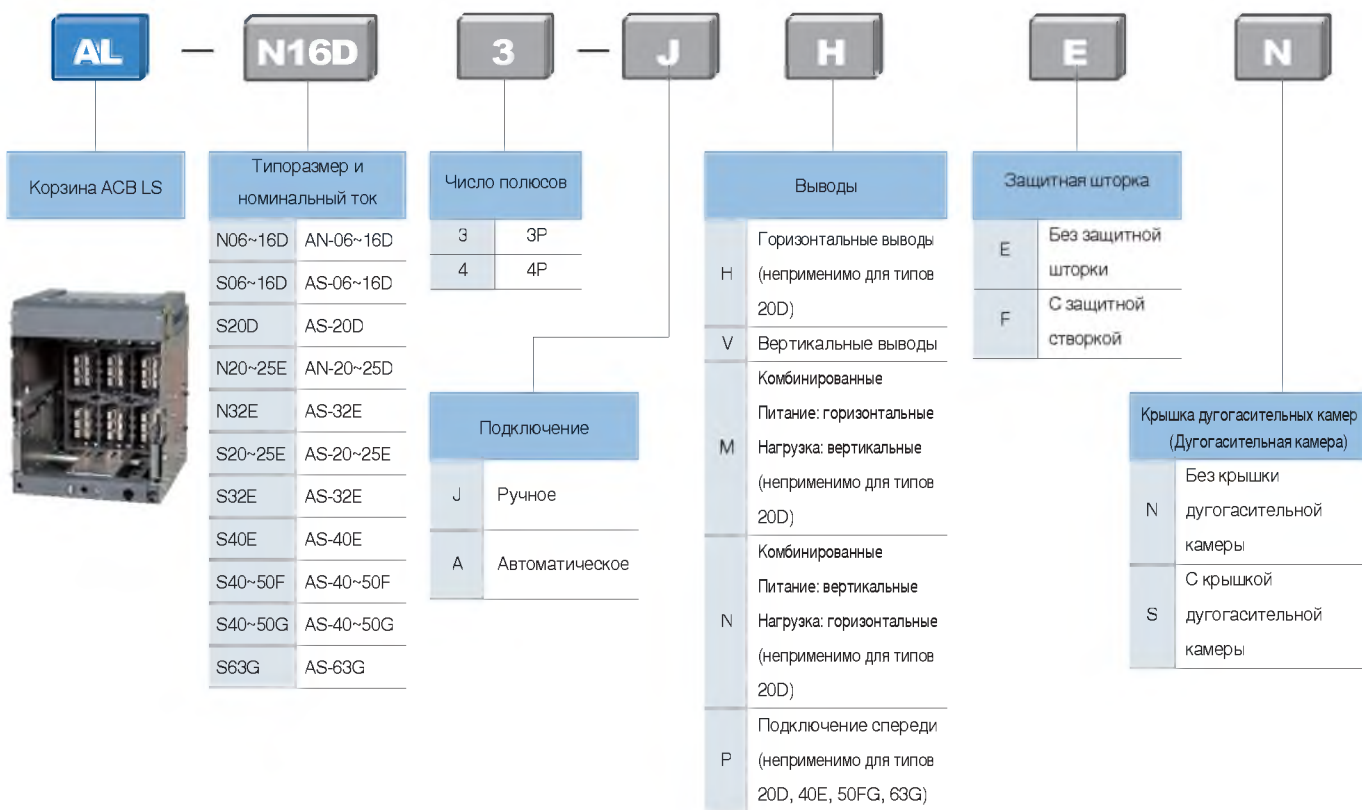 AL — N16D 3 — J H E N
Корзина ACB LS
Типоразмер и
номинальный ток
N06~16D AN-06~16D
S06~16D AS-06~16D
S20D AS-20D
N20~25E AN-20~25D
N32E AS-32E
S20~25E AS-20~25E
S32E AS-32E
S40E AS-40E
S40~50F AS-40~50F
S40~50G AS-40~50G
S63G AS-63G
Число полюсов
3 3P
4 4P
Подключение
J Ручное
A Автоматическое
Выводы
Горизонтальные выводы
H (неприменимо для типов
20D)
V Вертикальные выводы
Комбинированные
Питание: горизонтальные
M Нагрузка: вертикальные
(неприменимо для типов
20D)
Комбинированные
Питание: вертикальные
N Нагрузка: горизонтальные
(неприменимо для типов
20D)
Подключение спереди
P (неприменимо для типов
20D, 40E, 50FG, 63G)
Защитная шторка
E Без защитной
шторки
F С защитной
створкой
Крышка дугогасительных камер
(Дугогасительная камера)
Без крышки
N дугогасительной
камеры
С крышкой
S дугогасительной
камеры